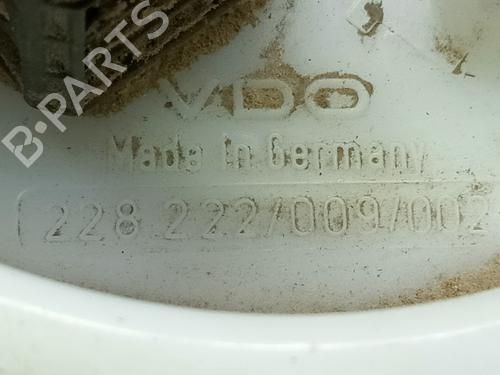 B-PARTS
VDO
Made In Germany
228 222/009/002